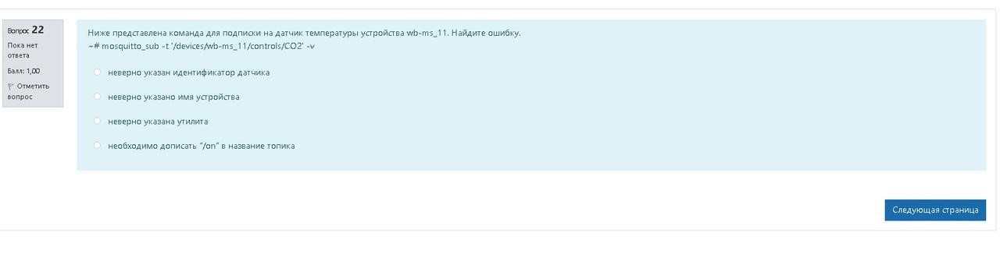 Вопрос 22
Пока нет
ответа
Балл: 1,00
Отметить
вопрос
Ниже представлена команда для подписки на датчик температуры устройства wb-ms_11. Найдите ошибку.
~# mosquitto_sub -t '/devices/wb-ms_11/controls/CO2' -v
неверно указан идентификатор датчика
неверно указано имя устройства
неверно указана утилита
необходимо дописать “/on” в название топика
Следующая страница